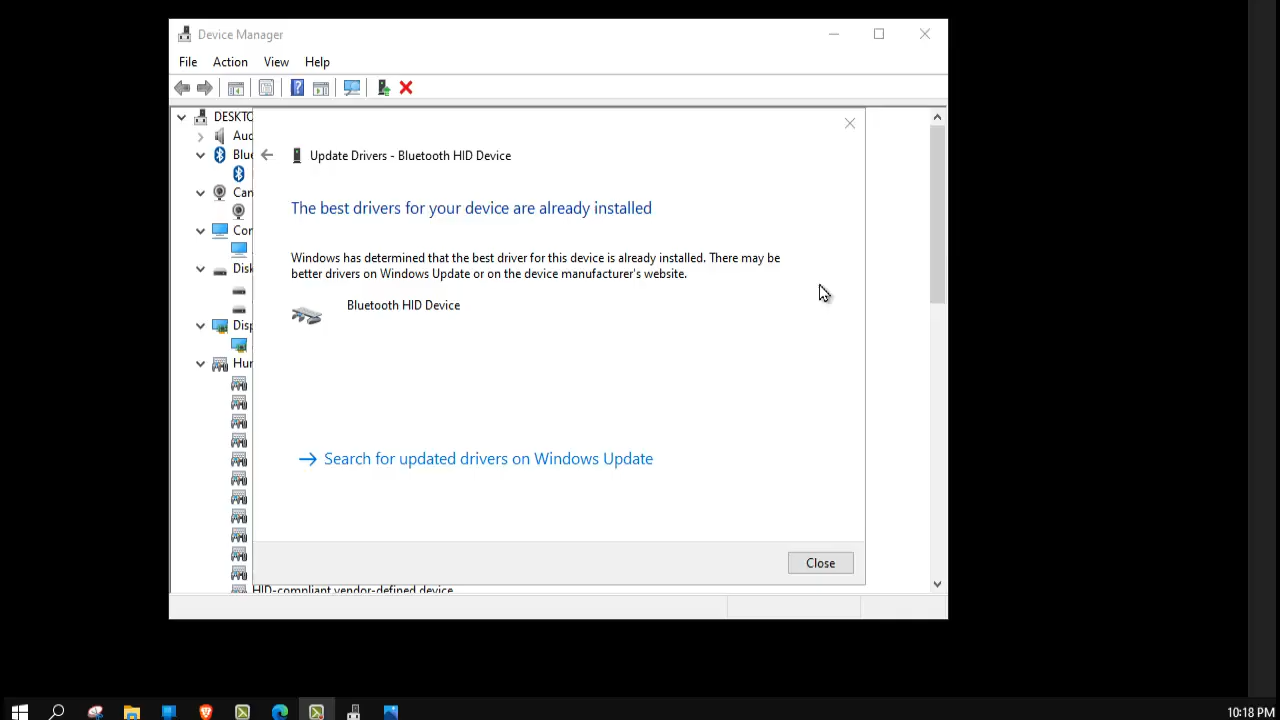 Device Manager
File Action View Help
DESKTO
Auc
Update Drivers - Bluetooth HID Device
Blue
Can
The best drivers for your device are already installed
Con
Windows has determined that the best driver for this device is already installed. There may be
better drivers on Windows Update or on the device manufacturer's website.
Disk
Bluetooth HID Device
Disp
Hur
Search for updated drivers on Windows Update
Close
HID-compliant vendor-defined device
10:18 PM